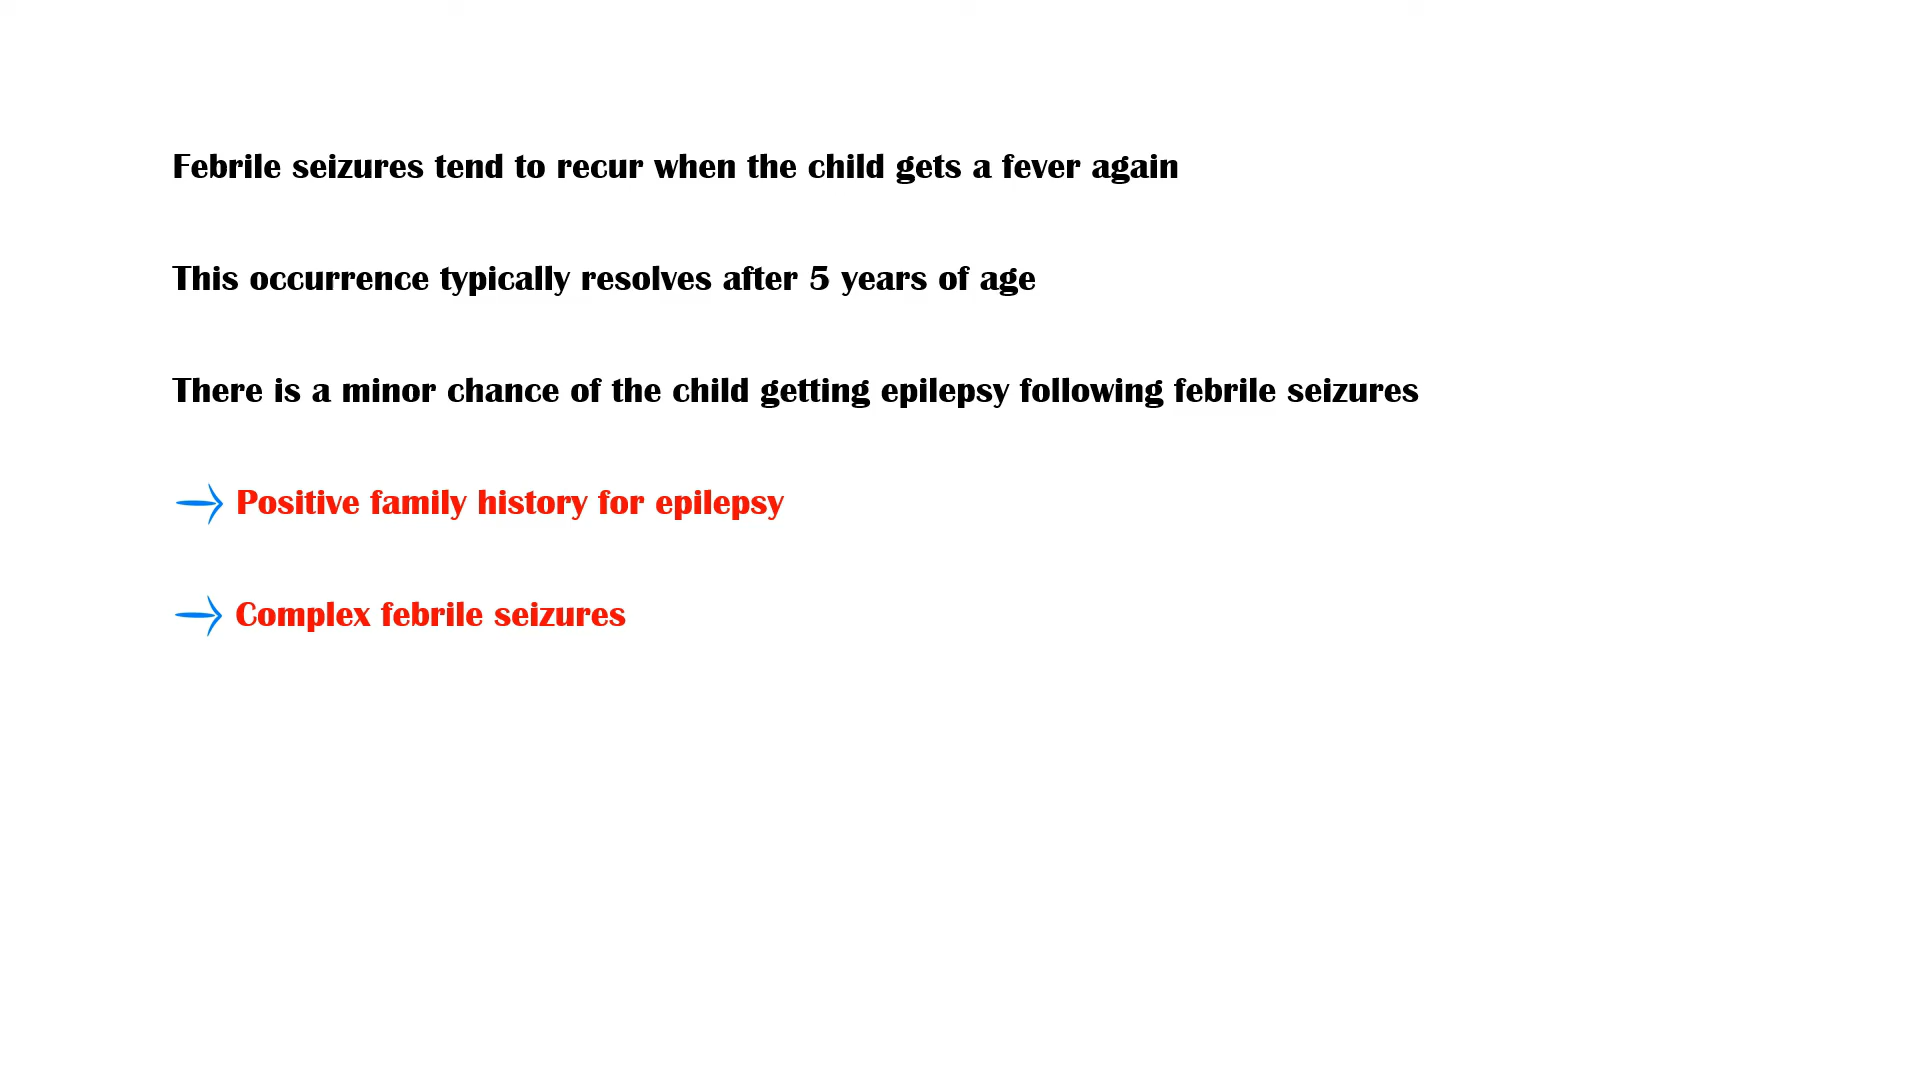 Febrile seizures tend to recur when the child gets a fever again
This occurrence typically resolves after 5 years of age
There is a minor chance of the child getting epilepsy following febrile seizures
→ Positive family history for epilepsy
→ Complex febrile seizures